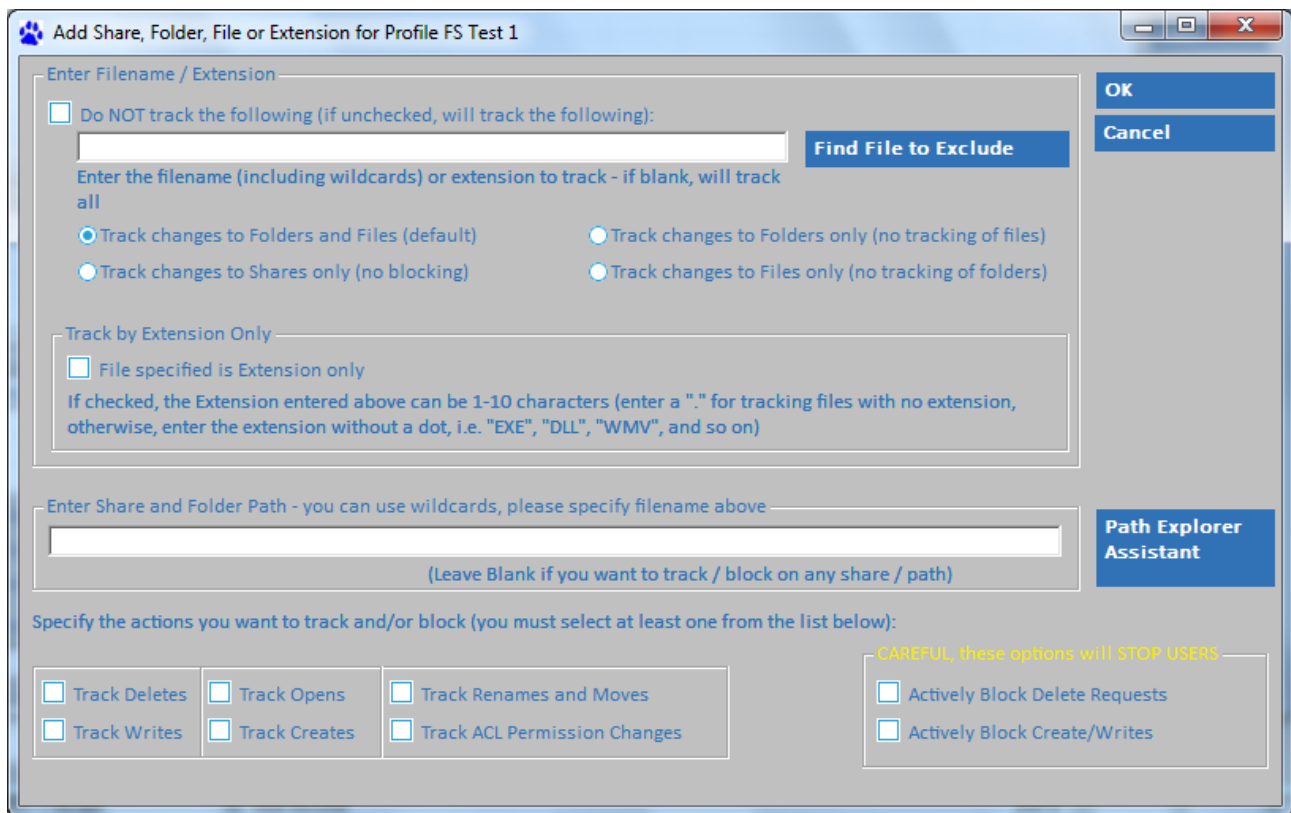 Add Share, Folder, File or Extension for Profile FS Test 1
Enter Filename / Extension
OK
Do NOT track the following (if unchecked, will track the following):
Cancel
Find File to Exclude
Enter the filename (including wildcards) or extension to track - if blank, will track
all
Track changes to Folders and Files (default)
Track changes to Folders only (no tracking of files)
Track changes to Shares only (no blocking)
Track changes to Files only (no tracking of folders)
Track by Extension Only
File specified is Extension only
If checked, the Extension entered above can be 1-10 characters (enter a "." for tracking files with no extension,
otherwise, enter the extension without a dot, i.e. "EXE", "DLL", "WMV", and so on)
Enter Share and Folder Path - you can use wildcards, please specify filename above
Path Explorer
Assistant
(Leave Blank if you want to track / block on any share / path)
Specify the actions you want to track and/or block (you must select at least one from the list below):
CAREFUL, these options will STOP USERS
Track Deletes
Track Opens
Track Renames and Moves
Actively Block Delete Requests
Track Writes
Track Creates
Track ACL Permission Changes
Actively Block Create/Writes